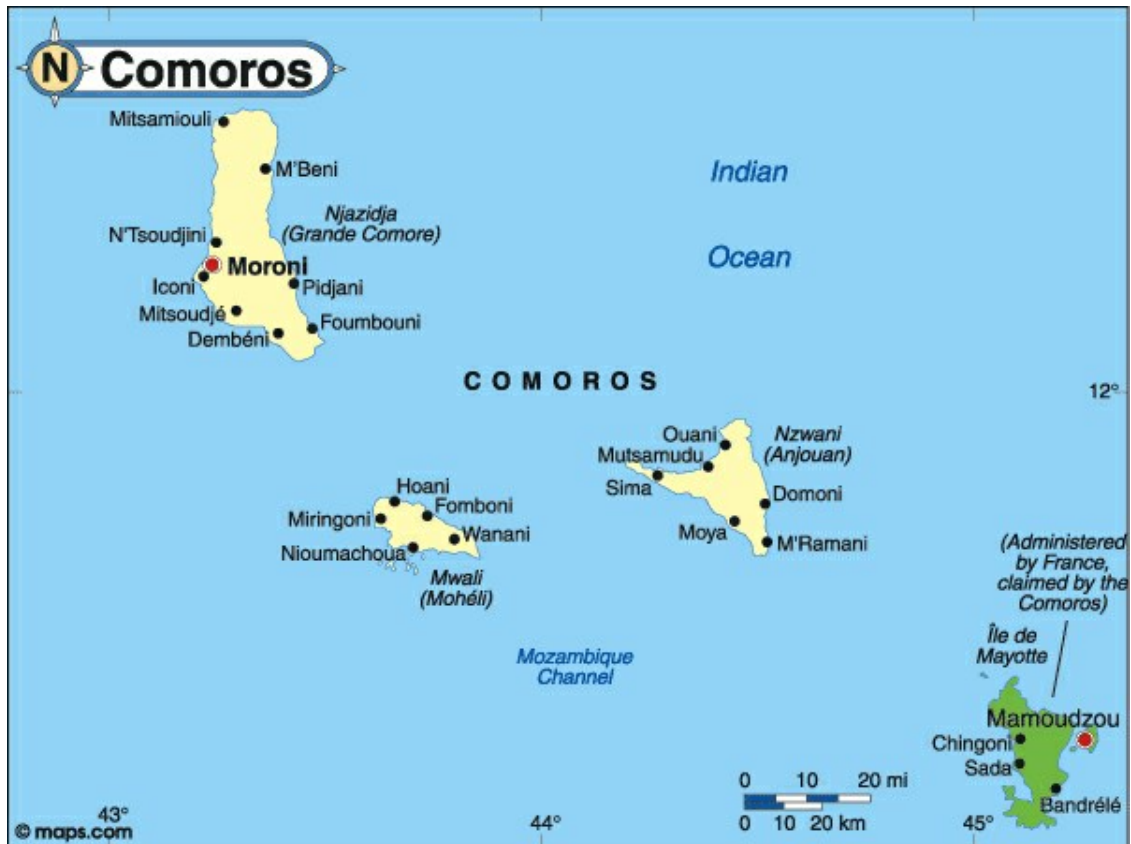 N Comoros
Mitsamiouli
M'Beni
Njazidja
(Grande Comore)
N'Tsoudjini
Moroni
Iconi
Pidjani
Mitsoudjé
Foumbouni
Dembéni
Indian
Ocean
COMOROS
12°
Ouani
Nzwani
(Anjouan)
Mutsamudu
Sima
Domoni
Moya
M'Ramani
Hoani
Fomboni
Miringoni
Wanani
Nioumachoua
Mwali
(Mohéli)
(Administered
by France,
claimed by the
Comoros)
Île de
Mayotte
Mozambique
Channel
Mamoudzou
Chingoni
Sada
Bandrélé
0 10 20 mi
0 10 20 km
43°
44°
45°
© maps.com